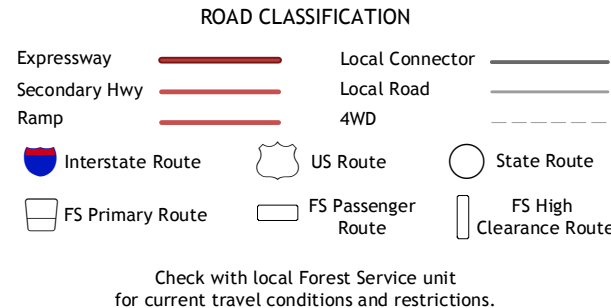 ROAD CLASSIFICATION
Expressway
Local Connector
Secondary Hwy
Local Road
Ramp
4WD
Interstate Route
US Route
State Route
FS Primary Route
FS Passenger
Route
FS High
Clearance Route
Check with local Forest Service unit
for current travel conditions and restrictions.